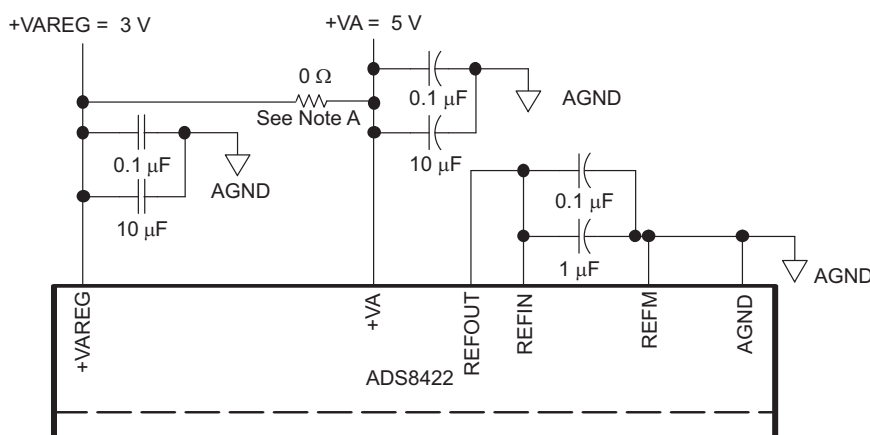 +VAREG = 3 V
+VA = 5 V
0 Ω
See Note A
0.1 µF
10 µF
AGND
0.1 µF
10 µF
AGND
0.1 µF
1 µF
AGND
+VAREG
+VA
REFOUT
REFIN
REFM
AGND
ADS8422